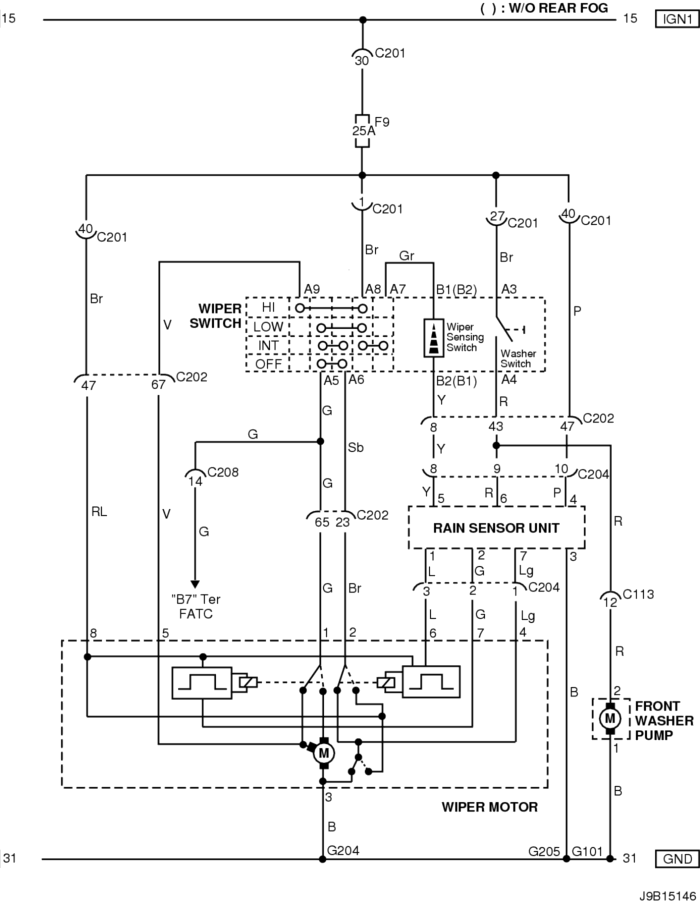 ( ) : W/O REAR FOG
15 15 IGN1
30 C201
F9
25A
40 C201
1 C201
27 C201
40 C201
Br Br Gr Br P
A9 A8 A7 B1(B2) A3
WIPER SWITCH
HI
LOW
INT
OFF
V
Wiper
Sensing
Switch
Washer
Switch
A5 A6 B2(B1) A4
47 67 C202
G Y R
8 43 47 C202
G Sb
Y
C208
14
8 9 10 C204
G Y R P
5 6 4
RL V G
65 23 C202
RAIN SENSOR UNIT
R
1 2 7 3
L G Lg
3 2 1 C204
"B7" Ter
FATC
G Br
C113
12
L G Lg
8 5 1 2 6 7 4
R
B
2
M
FRONT
WASHER
PUMP
1
M
3
WIPER MOTOR
B B
G204 G205 G101
31 31 GND
J9B15146